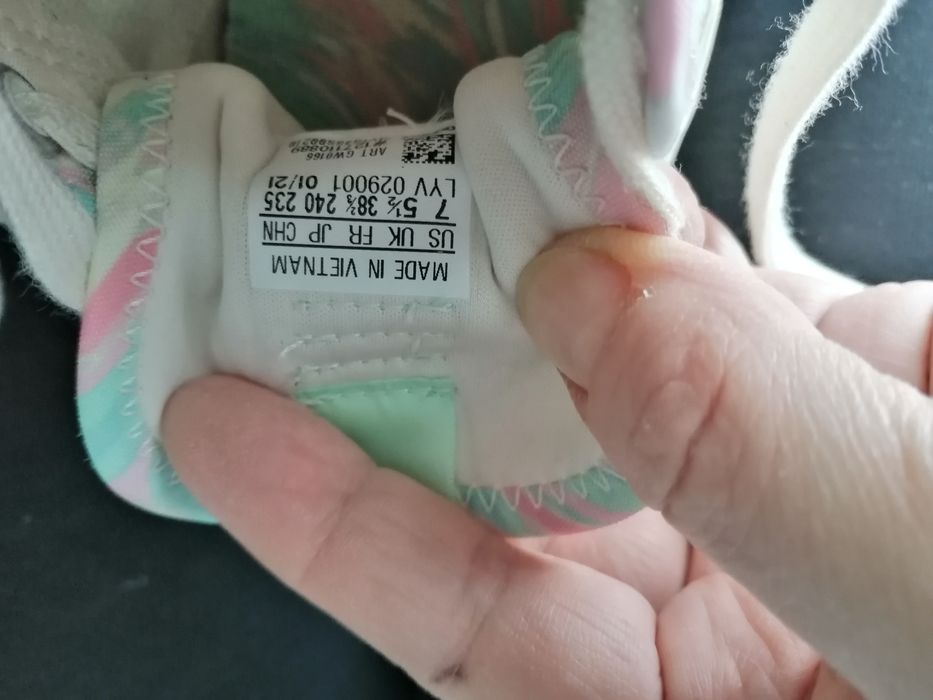 MADE IN VIETNAM
US UK FR JP CHN
7 5½ 38⅔ 240 235
LYV 029001 01/21
ART GW0166